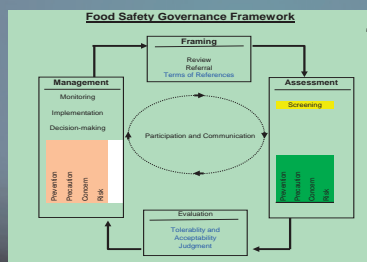 Food Safety Governance Framework
Framing
Review
Referral
Terms of References
Management
Monitoring
Implementation
Decision-making
Prevention
Precaution
Concern
Risk
Participation and Communication
Assessment
Screening
Prevention
Precaution
Concern
Risk
Evaluation
Tolerability and
Acceptability
Judgment